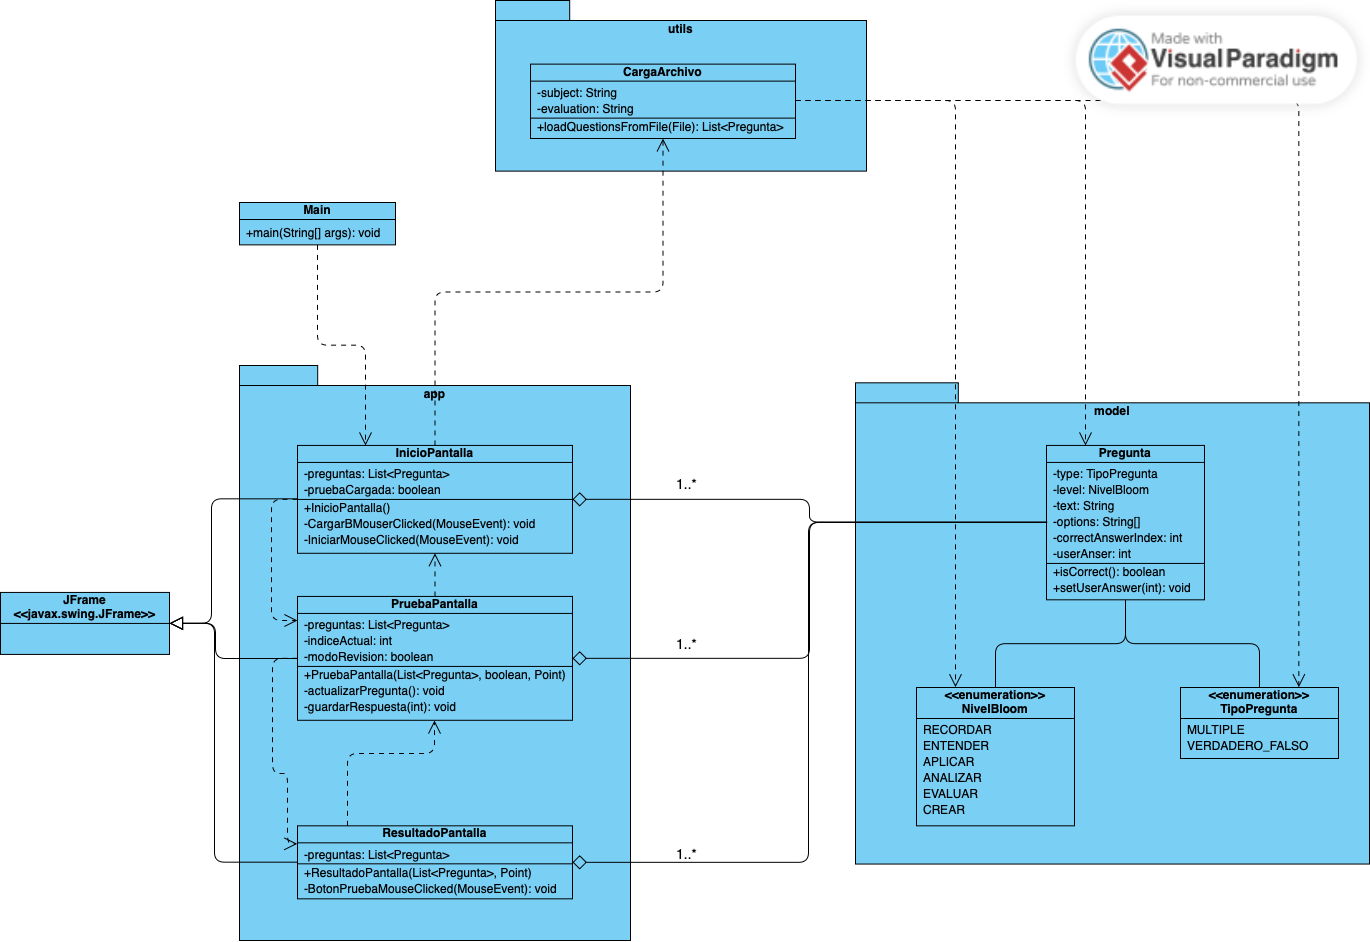 utils
CargaArchivo
-subject: String
-evaluation: String
+loadQuestionsFromFile(File): List<Pregunta>
Made with
Visual Paradigm
For non-commercial use
Main
+main(String[] args): void
app
InicioPantalla
-preguntas: List<Pregunta>
-pruebaCargada: boolean
+InicioPantalla()
-CargarBMouserClicked(MouseEvent): void
-IniciarMouseClicked(MouseEvent): void
1..*
JFrame
<<javax.swing.JFrame>>
PruebaPantalla
-preguntas: List<Pregunta>
-indiceActual: int
-modoRevision: boolean
+PruebaPantalla(List<Pregunta>, boolean, Point)
-actualizarPregunta(): void
-guardarRespuesta(int): void
1..*
ResultadoPantalla
-preguntas: List<Pregunta>
+ResultadoPantalla(List<Pregunta>, Point)
-BotonPruebaMouseClicked(MouseEvent): void
1..*
model
Pregunta
-type: TipoPregunta
-level: NivelBloom
-text: String
-options: String[]
-correctAnswerIndex: int
-userAnser: int
+isCorrect(): boolean
+setUserAnswer(int): void
<<enumeration>>
NivelBloom
RECORDAR
ENTENDER
APLICAR
ANALIZAR
EVALUAR
CREAR
<<enumeration>>
TipoPregunta
MULTIPLE
VERDADERO_FALSO